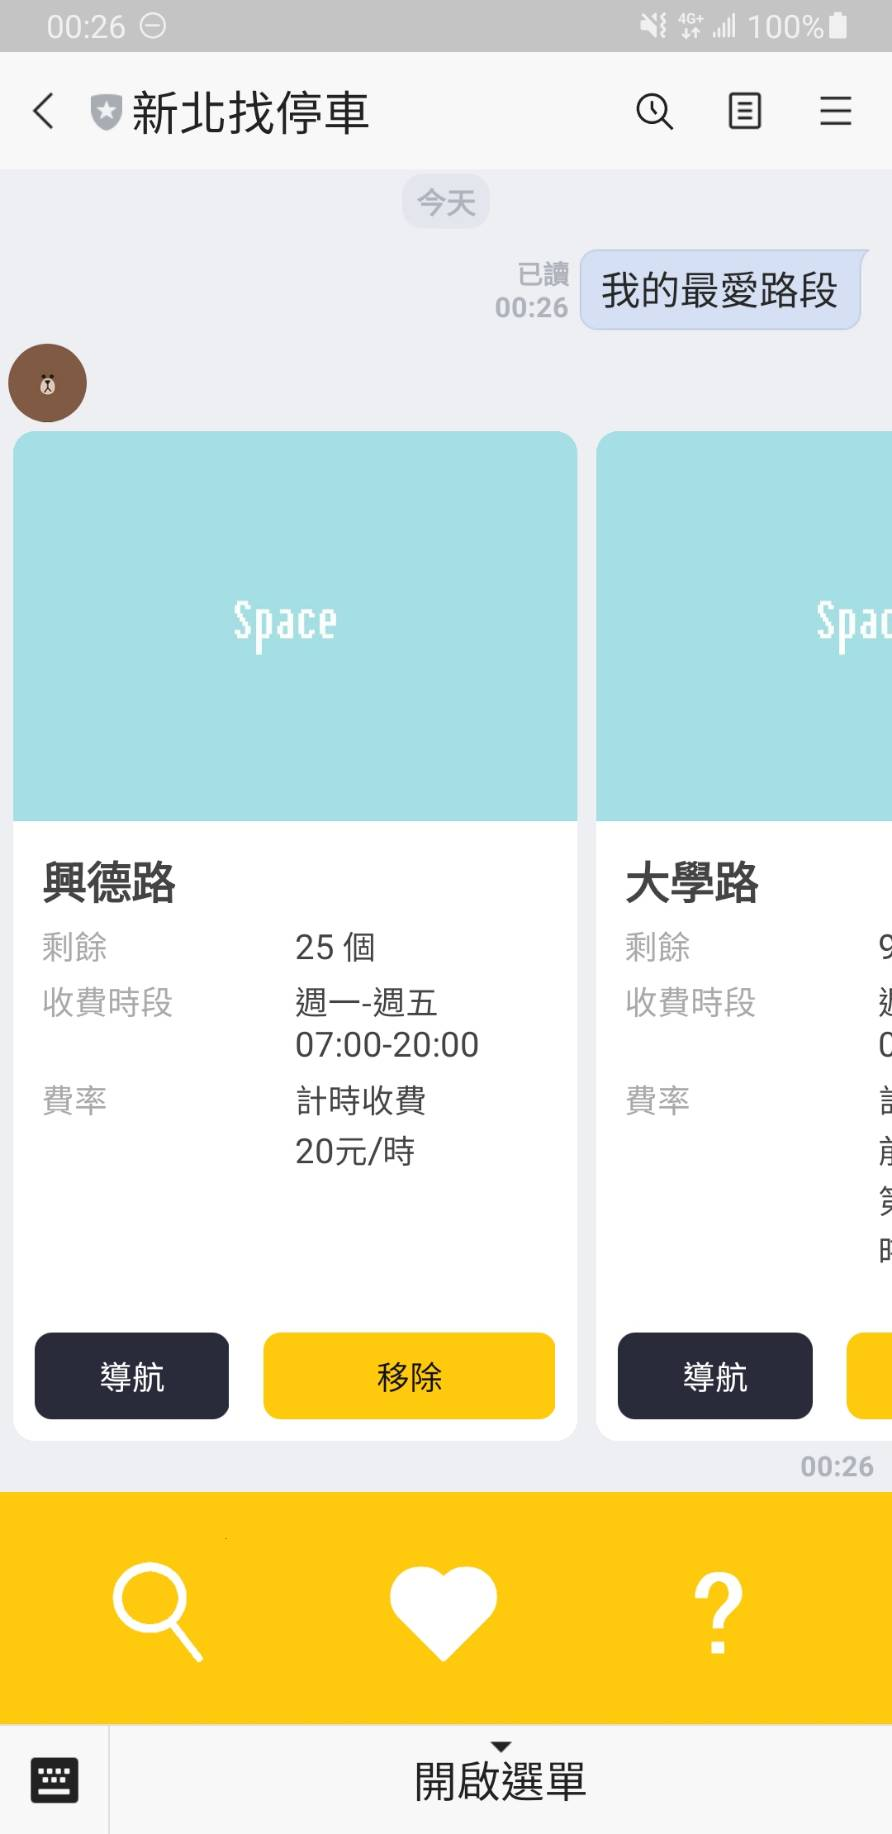 00:26
4G+
100%
新北找停車
今天
已讀
00:26
我的最愛路段
Space
興德路
剩餘 25 個
收費時段 週一-週五
07:00-20:00
費率 計時收費
20元/時
導航 移除
大學路
剩餘 9
收費時段
費率
導航
00:26
?
開啟選單